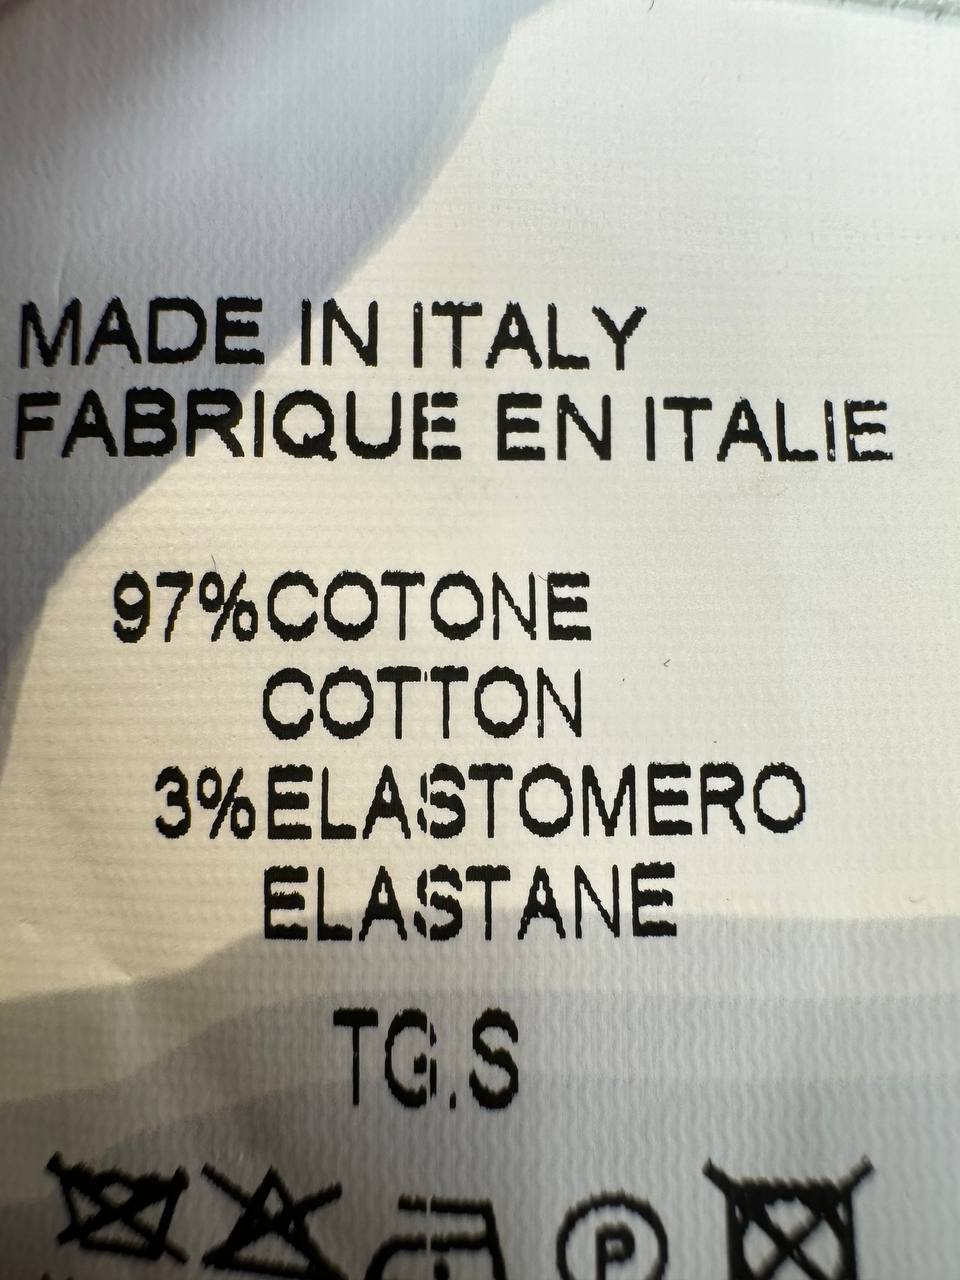 MADE IN ITALY
FABRIQUE EN ITALIE
97%COTONE
COTTON
3%ELASTOMERO
ELASTANE
TG.S
P